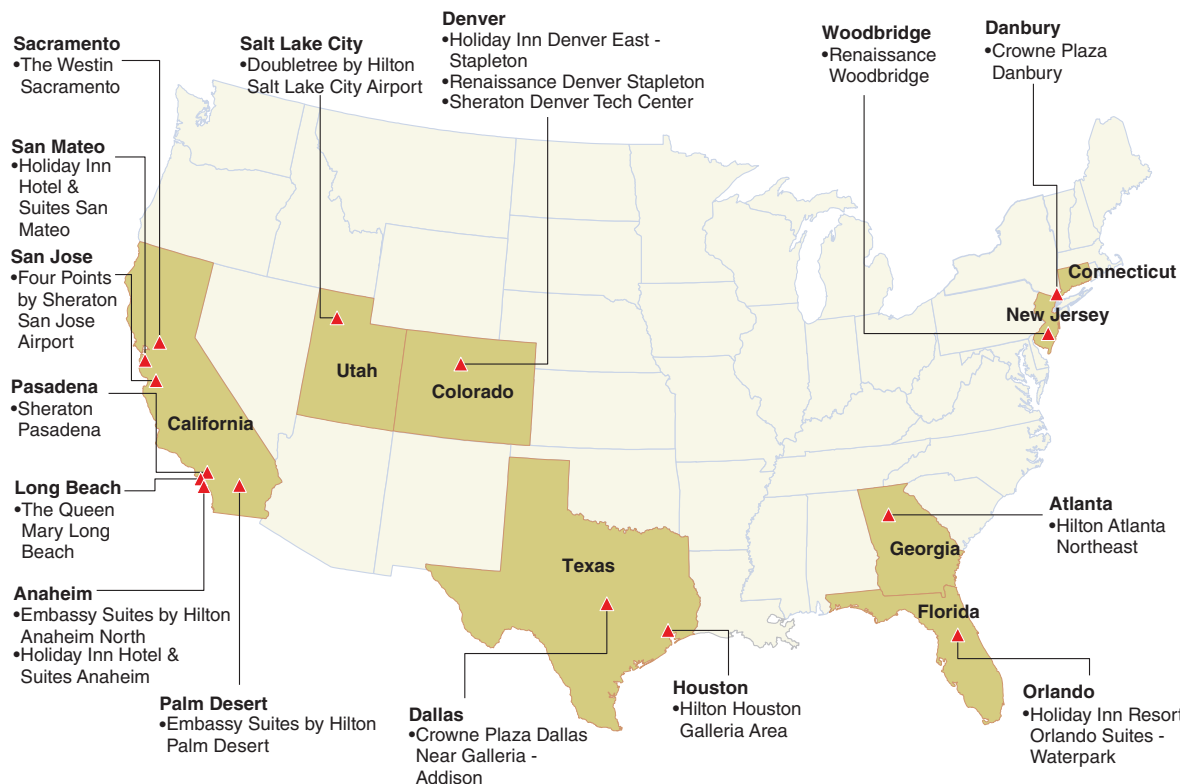 Sacramento
•The Westin
Sacramento
Salt Lake City
•Doubletree by Hilton
Salt Lake City Airport
Denver
•Holiday Inn Denver East -
Stapleton
•Renaissance Denver Stapleton
•Sheraton Denver Tech Center
Woodbridge
•Renaissance
Woodbridge
Danbury
•Crowne Plaza
Danbury
San Mateo
•Holiday Inn
Hotel &
Suites San
Mateo
San Jose
•Four Points
by Sheraton
San Jose
Airport
Pasadena
•Sheraton
Pasadena
Long Beach
•The Queen
Mary Long
Beach
Anaheim
•Embassy Suites by Hilton
Anaheim North
•Holiday Inn Hotel &
Suites Anaheim
Palm Desert
•Embassy Suites by Hilton
Palm Desert
Dallas
•Crowne Plaza Dallas
Near Galleria -
Addison
Houston
•Hilton Houston
Galleria Area
Orlando
•Holiday Inn Resort
Orlando Suites -
Waterpark
Atlanta
•Hilton Atlanta
Northeast
Connecticut
New Jersey
Utah
Colorado
California
Texas
Georgia
Florida